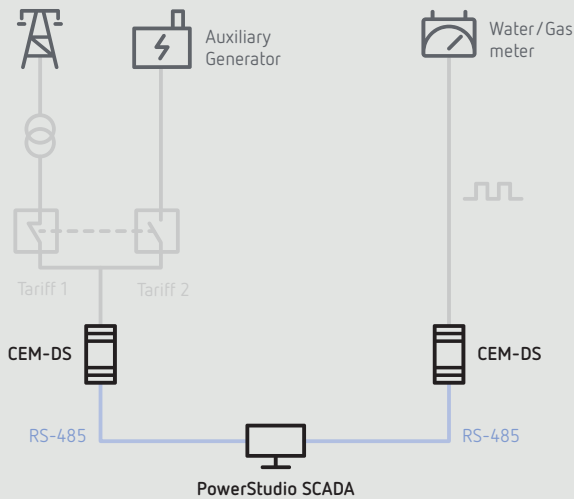 Auxiliary
Generator
Water/Gas
meter
Tariff 1
Tariff 2
CEM-DS
CEM-DS
RS-485
RS-485
PowerStudio SCADA